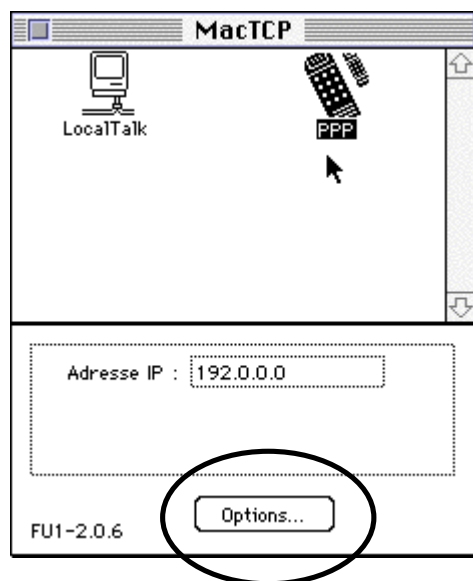 MacTCP
LocalTalk
PPP
Adresse IP : 192.0.0.0
Options...
FU1-2.0.6